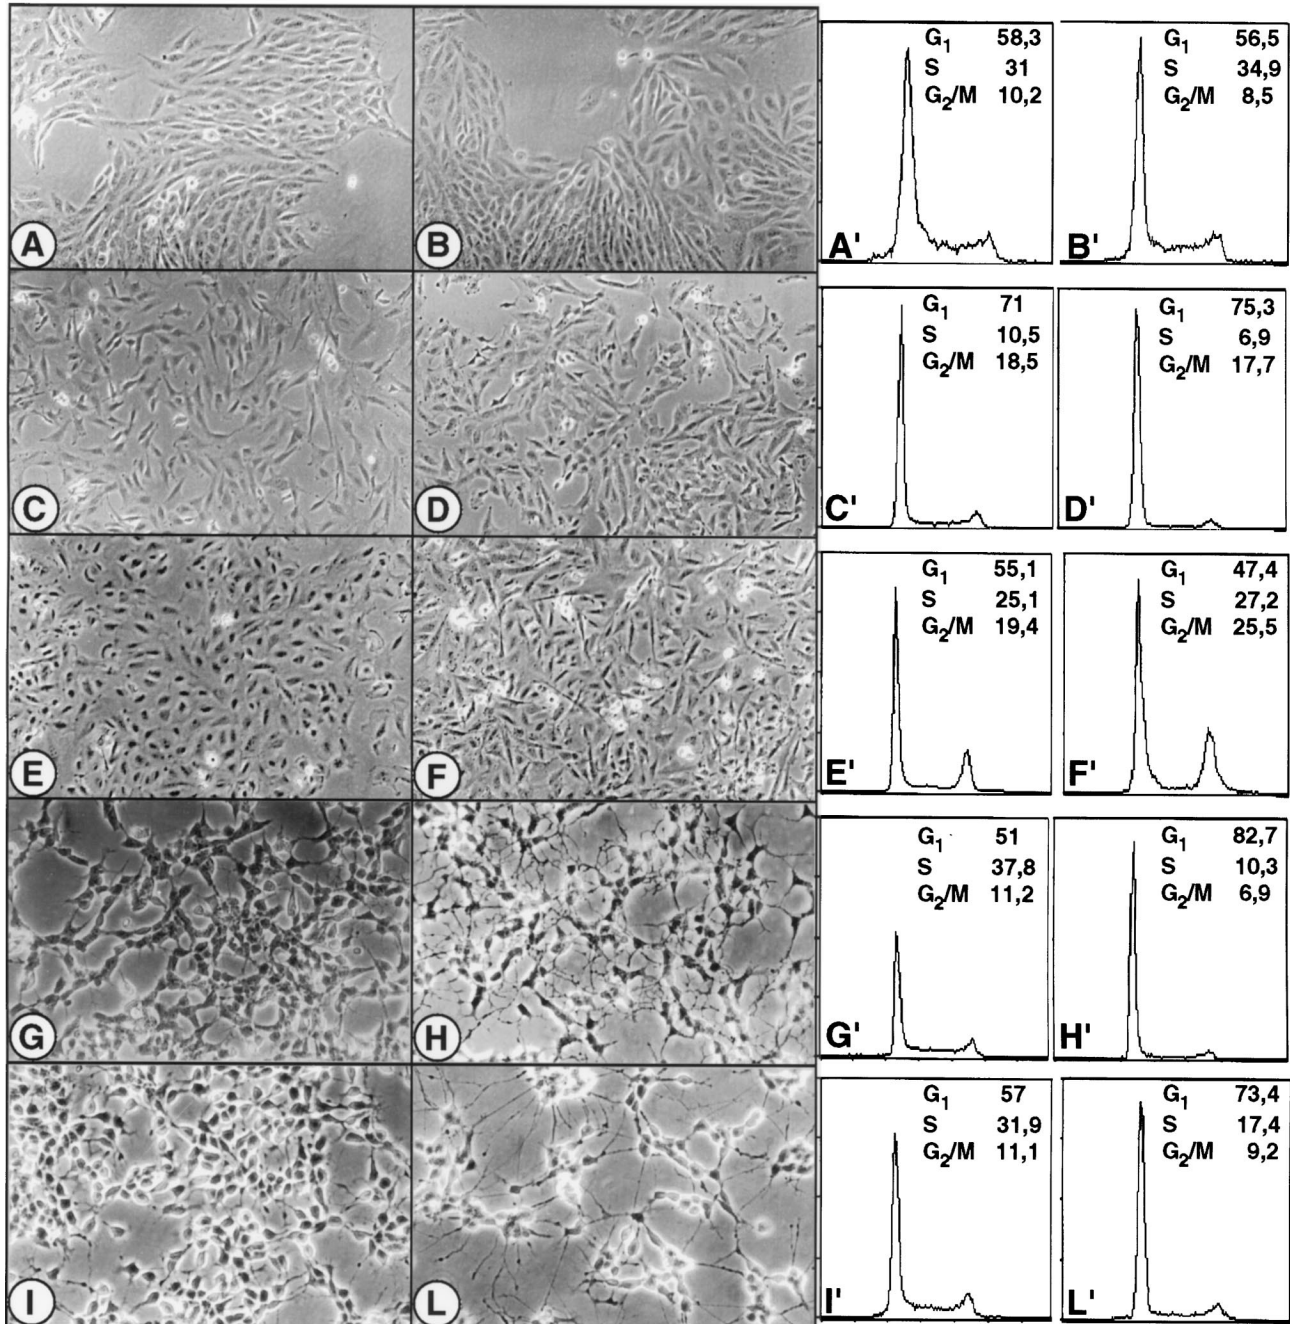 A
B
G1 58,3
S 31
G2/M 10,2
A'
G1 56,5
S 34,9
G2/M 8,5
B'
C
D
G1 71
S 10,5
G2/M 18,5
C'
G1 75,3
S 6,9
G2/M 17,7
D'
E
F
G1 55,1
S 25,1
G2/M 19,4
E'
G1 47,4
S 27,2
G2/M 25,5
F'
G
H
G1 51
S 37,8
G2/M 11,2
G'
G1 82,7
S 10,3
G2/M 6,9
H'
I
L
G1 57
S 31,9
G2/M 11,1
I'
G1 73,4
S 17,4
G2/M 9,2
L'